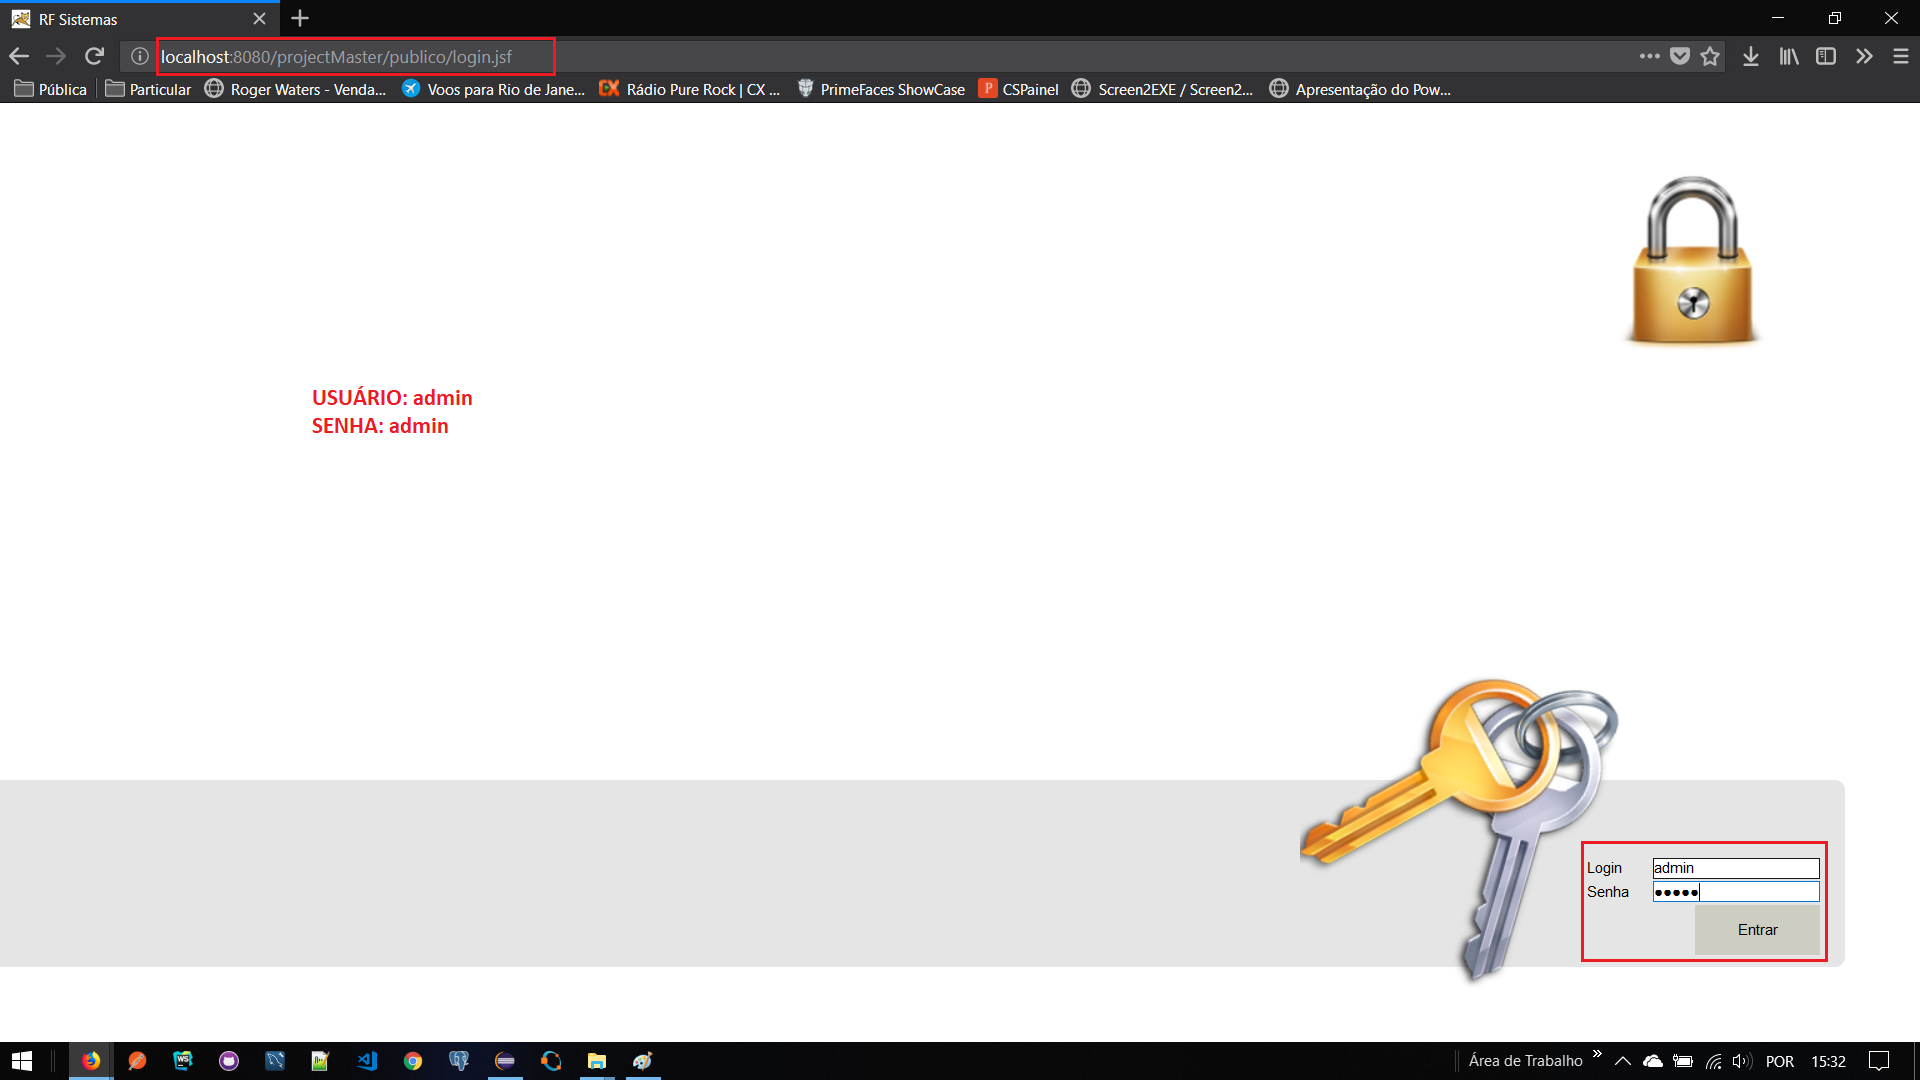 RF Sistemas
localhost:8080/projectMaster/publico/login.jsf
Pública
Particular
Roger Waters - Venda...
Voos para Rio de Jane...
Rádio Pure Rock | CX ...
PrimeFaces ShowCase
CSPainel
Screen2EXE / Screen2...
Apresentação do Pow...
USUÁRIO: admin
SENHA: admin
Login admin
Senha
Entrar
Área de Trabalho
POR
15:32